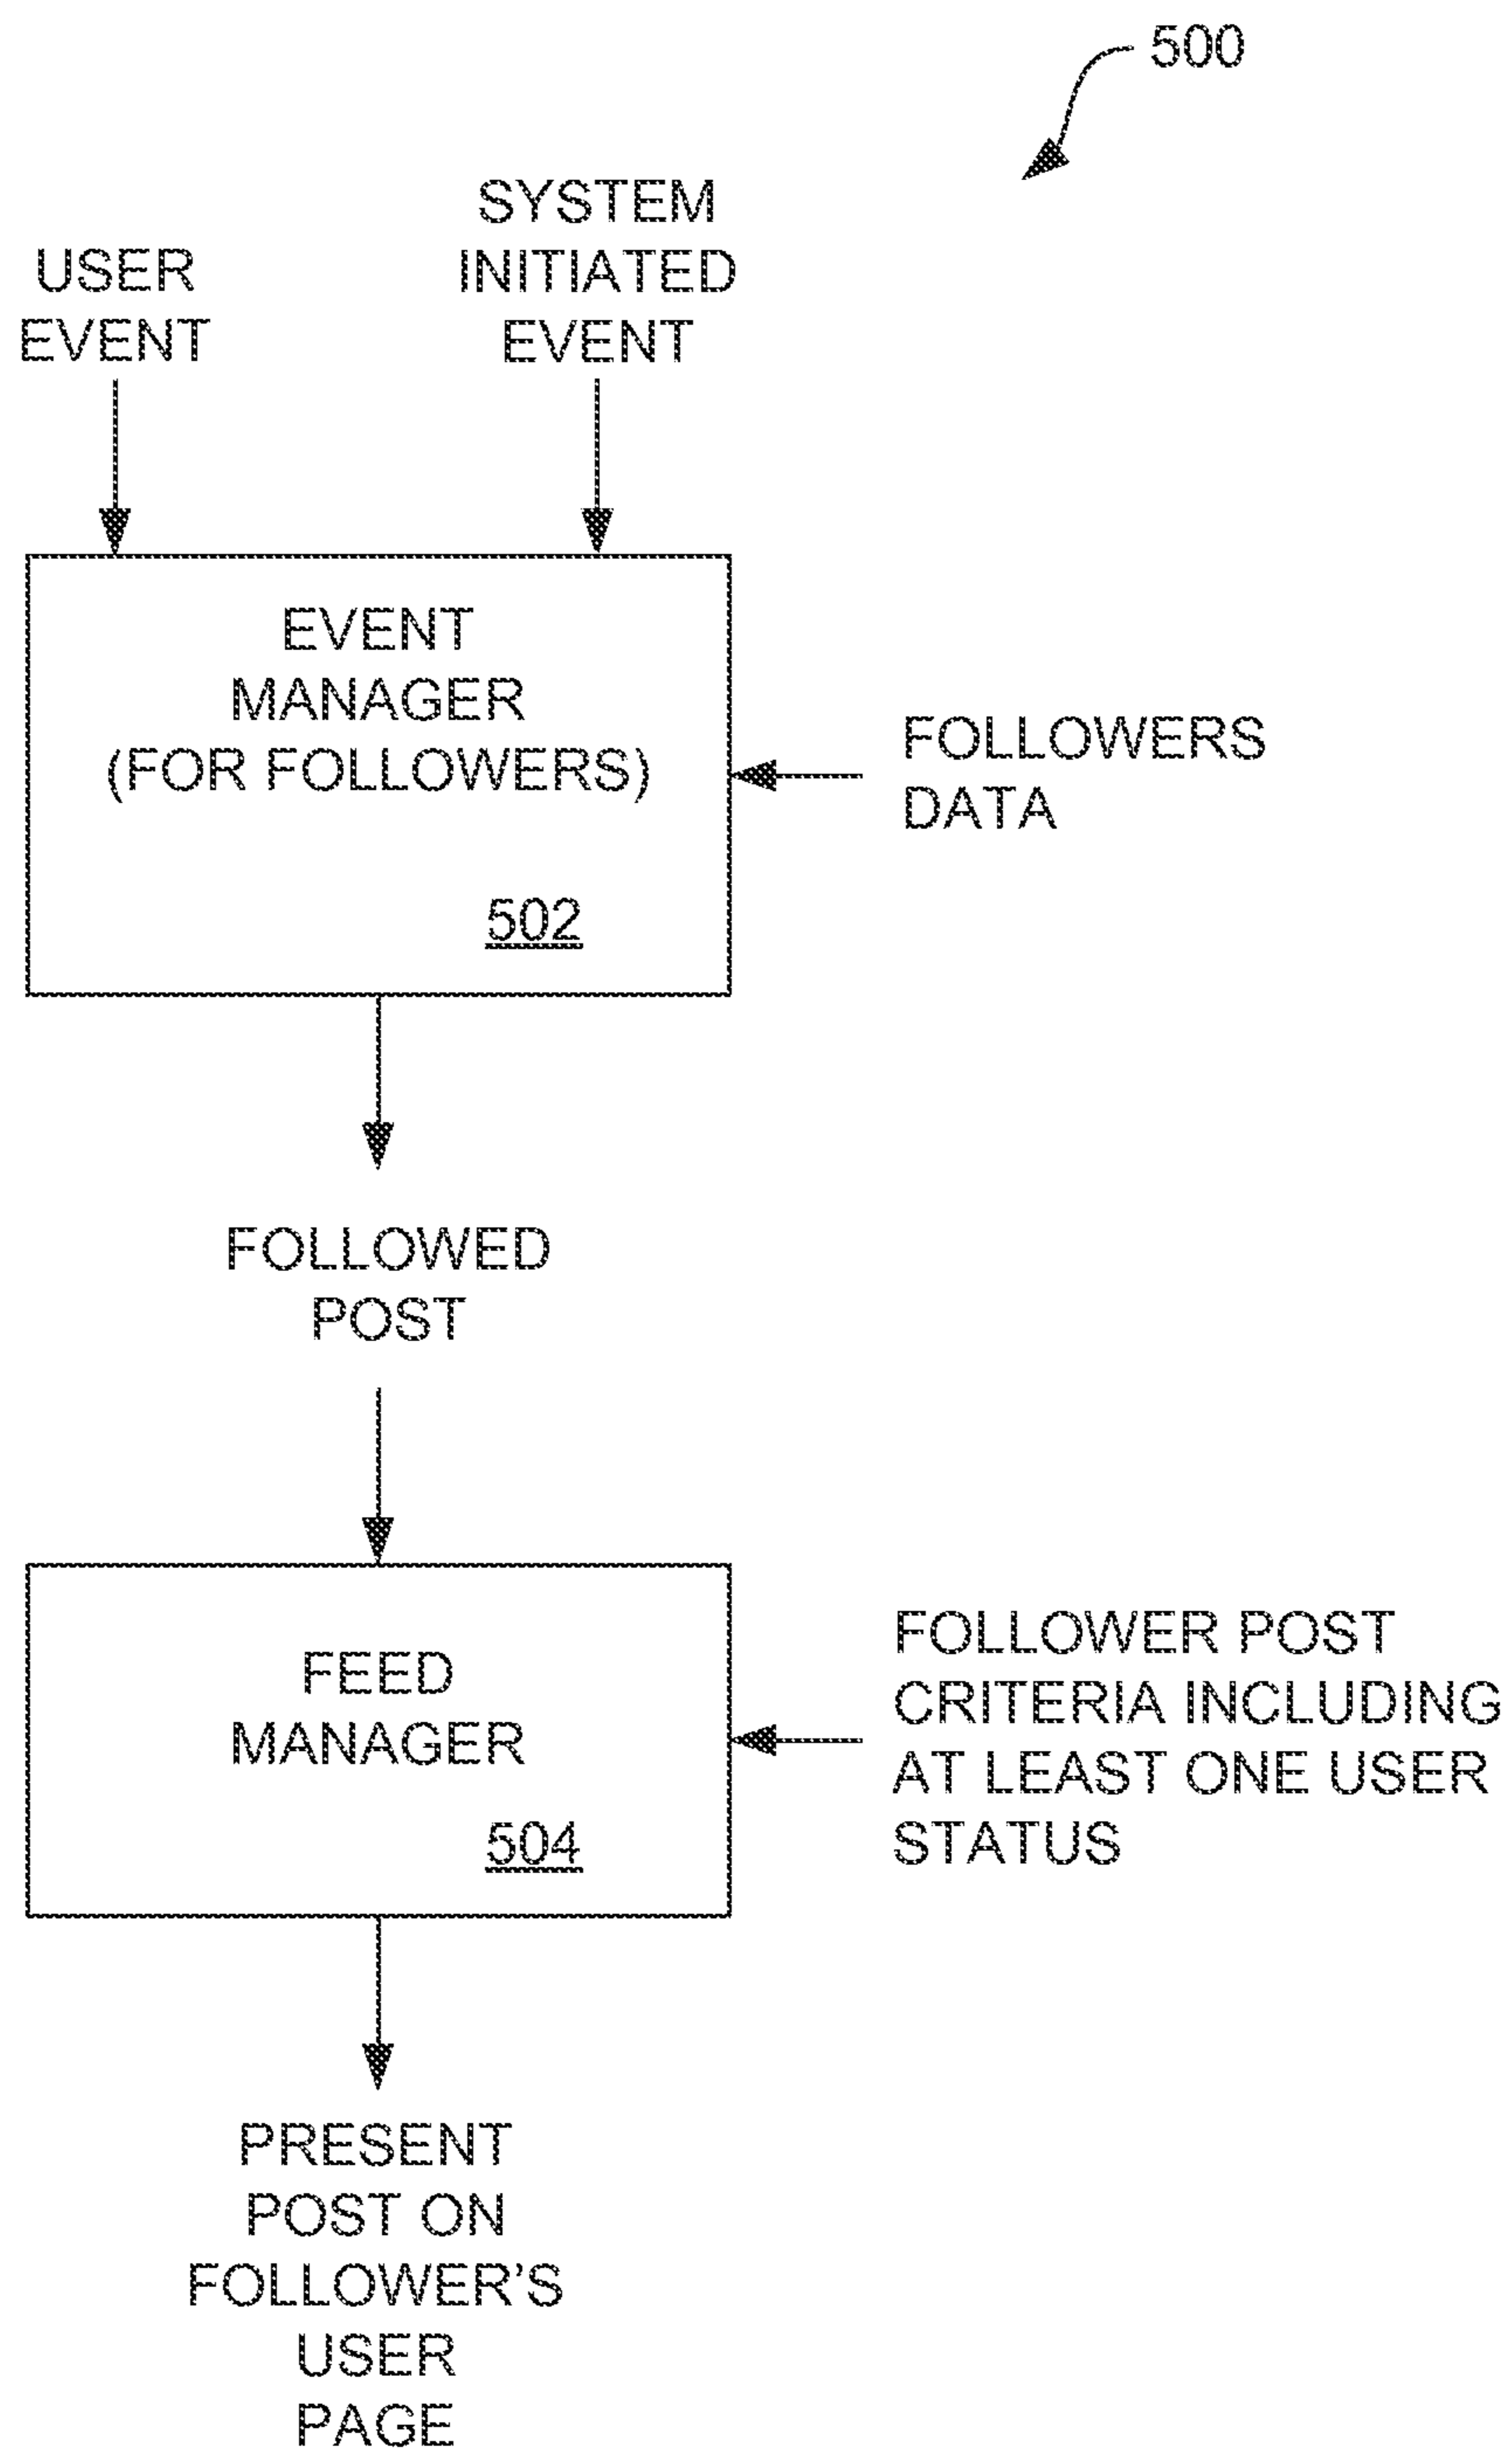 500
USER
EVENT
SYSTEM
INITIATED
EVENT
EVENT
MANAGER
(FOR FOLLOWERS)
502
FOLLOWERS
DATA
FOLLOWED
POST
FEED
MANAGER
504
FOLLOWER POST
CRITERIA INCLUDING
AT LEAST ONE USER
STATUS
PRESENT
POST ON
FOLLOWER'S
USER
PAGE